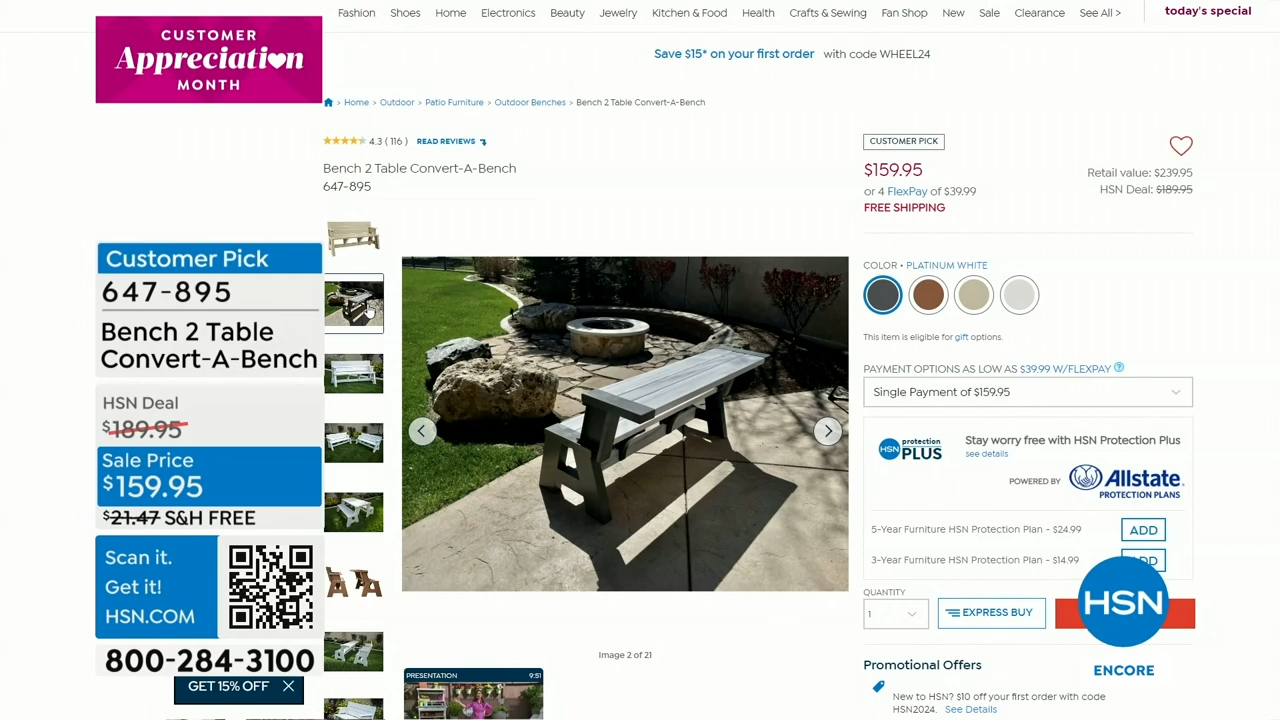 Fashion Shoes Home Electronics Beauty Jewelry Kitchen & Food Health Crafts & Sewing Fan Shop New Sale Clearance See All > today's special
CUSTOMER
Appreciation
MONTH
Save $15* on your first order with code WHEEL24
> Home > Outdoor > Patio Furniture > Outdoor Benches > Bench 2 Table Convert-A-Bench
4.3 ( 116 ) READ REVIEWS
Bench 2 Table Convert-A-Bench
647-895
CUSTOMER PICK
$159.95
or 4 FlexPay of $39.99
FREE SHIPPING
Retail value: $239.95
HSN Deal: $189.95
COLOR • PLATINUM WHITE
This item is eligible for gift options.
PAYMENT OPTIONS AS LOW AS $39.99 W/FLEXPAY ?
Single Payment of $159.95
HSN protection PLUS
Stay worry free with HSN Protection Plus
see details
POWERED BY Allstate
PROTECTION PLANS
5-Year Furniture HSN Protection Plan - $24.99 ADD
3-Year Furniture HSN Protection Plan - $14.99
QUANTITY
1
EXPRESS BUY
HSN
ENCORE
Promotional Offers
New to HSN? $10 off your first order with code
HSN2024. See Details
Customer Pick
647-895
Bench 2 Table
Convert-A-Bench
HSN Deal
$189.95
Sale Price
$159.95
$21.47 S&H FREE
Scan it.
Get it!
HSN.COM
800-284-3100
GET 15% OFF
Image 2 of 21
PRESENTATION 9:51